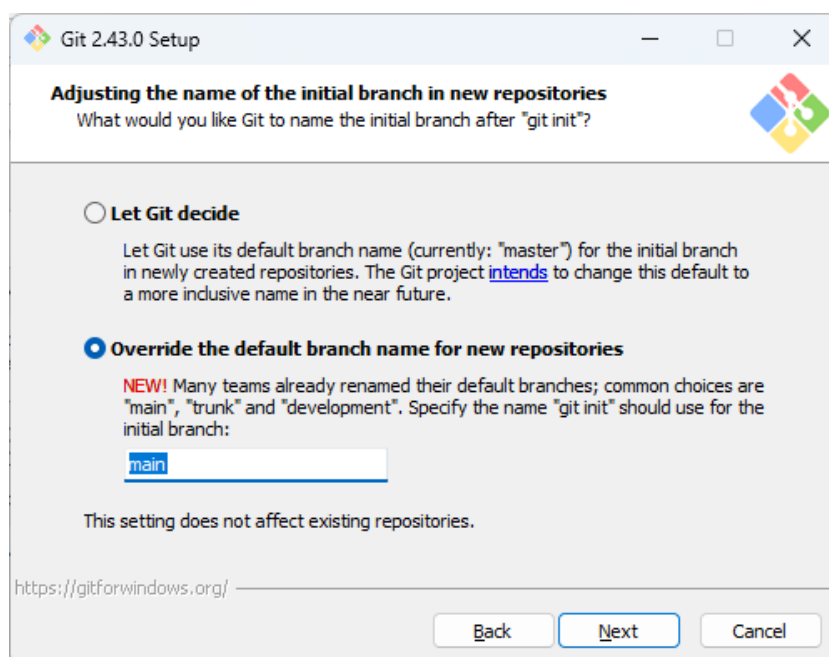 Git 2.43.0 Setup
Adjusting the name of the initial branch in new repositories
What would you like Git to name the initial branch after "git init"?
Let Git decide
Let Git use its default branch name (currently: "master") for the initial branch
in newly created repositories. The Git project intends to change this default to
a more inclusive name in the near future.
Override the default branch name for new repositories
NEW! Many teams already renamed their default branches; common choices are
"main", "trunk" and "development". Specify the name "git init" should use for the
initial branch:
main
This setting does not affect existing repositories.
https://gitforwindows.org/
Back Next Cancel